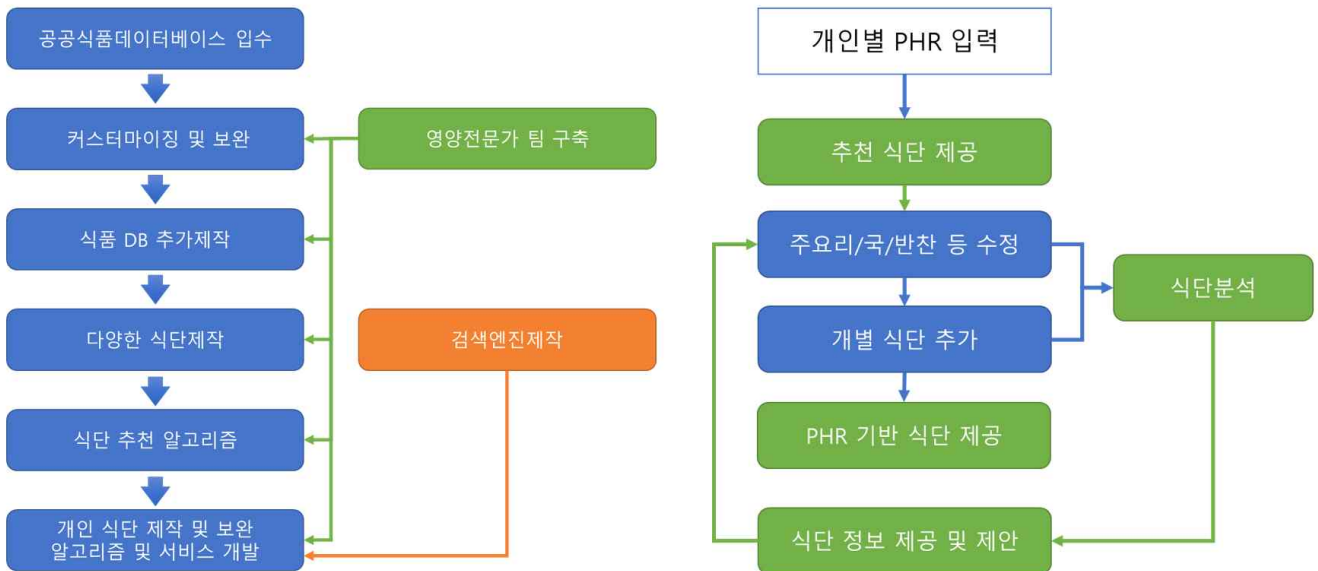 공공식품데이터베이스 입수
커스터마이징 및 보완
영양전문가 팀 구축
식품 DB 추가제작
다양한 식단제작
검색엔진제작
식단 추천 알고리즘
개인 식단 제작 및 보완
알고리즘 및 서비스 개발
개인별 PHR 입력
추천 식단 제공
주요리/국/반찬 등 수정
식단분석
개별 식단 추가
PHR 기반 식단 제공
식단 정보 제공 및 제안